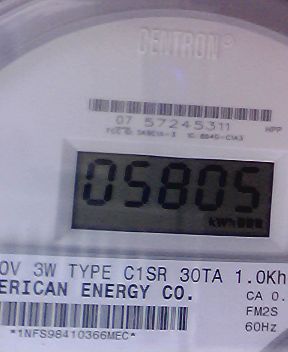 CENTRON®
07 57245311 HPP
05805
kWh
0V 3W TYPE C1SR 30TA 1.0Kh
ERICAN ENERGY CO. CA 0.
FM2S
*1NFS98410366MEC* 60Hz